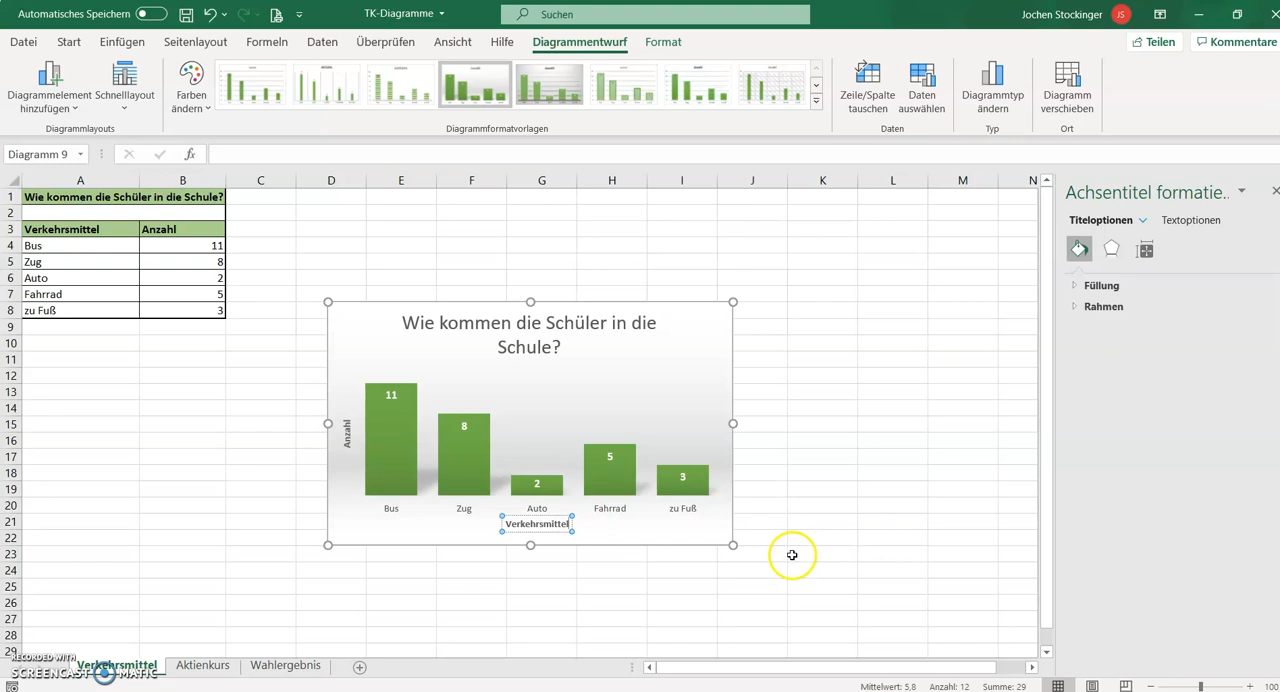 Automatisches Speichern
TK-Diagramme
Suchen
Jochen Stockinger JS
Datei Start Einfügen Seitenlayout Formeln Daten Überprüfen Ansicht Hilfe Diagrammentwurf Format Teilen Kommentare
Diagrammelement hinzufügen
Schnellayout
Farben ändern
Zeile/Spalte tauschen
Daten auswählen
Diagrammtyp ändern
Diagramm verschieben
Diagrammlayouts Diagrammformatvorlagen Daten Typ Ort
Diagramm 9 fx
A B C D E F G H I J K L M N
1 Wie kommen die Schüler in die Schule?
2
3 Verkehrsmittel Anzahl
4 Bus 11
5 Zug 8
6 Auto 2
7 Fahrrad 5
8 zu Fuß 3
9
10
11
12
13
14
15
16
17
18
19
20
21
22
23
24
25
26
27
28
29
Wie kommen die Schüler in die
Schule?
Anzahl
11 8 2 5 3
Bus Zug Auto Fahrrad zu Fuß
Verkehrsmittel
Achsentitel formatie..
Titeloptionen Textoptionen
Füllung
Rahmen
RECORDED WITH
SCREENCAST MATIC
Verkehrsmittel Aktienkurs Wahlergebnis
Mittelwert: 5,8 Anzahl: 12 Summe: 29 100